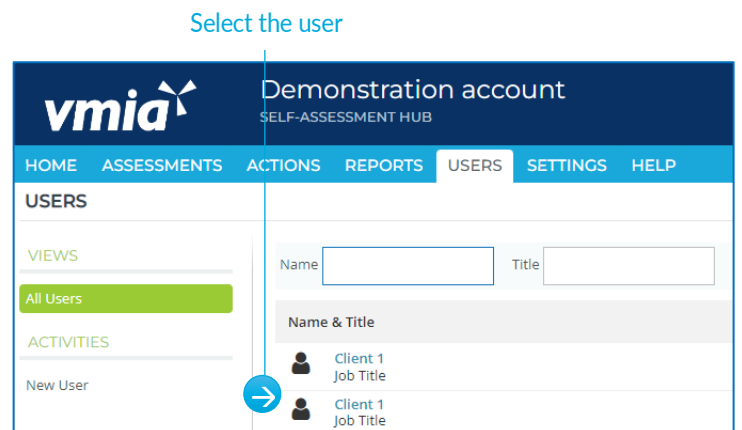 Select the user
vmia
Demonstration account
SELF-ASSESSMENT HUB
HOME ASSESSMENTS ACTIONS REPORTS USERS SETTINGS HELP
USERS
VIEWS
All Users
ACTIVITIES
New User
Name Title
Name & Title
Client 1
Job Title
Client 1
Job Title